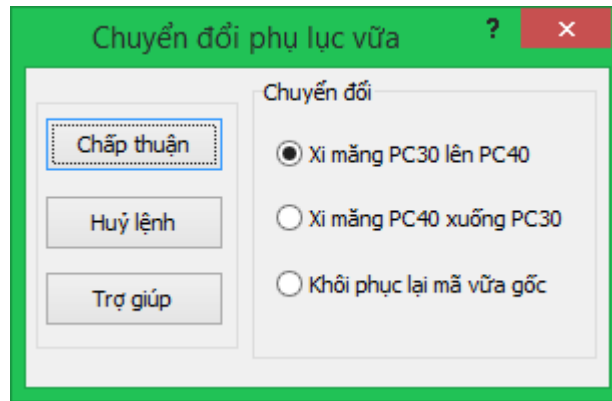 Chuyển đổi phụ lục vữa
?
×
Chuyển đổi
Chấp thuận
Xi măng PC30 lên PC40
Huỷ lệnh
Xi măng PC40 xuống PC30
Trợ giúp
Khôi phục lại mã vữa gốc